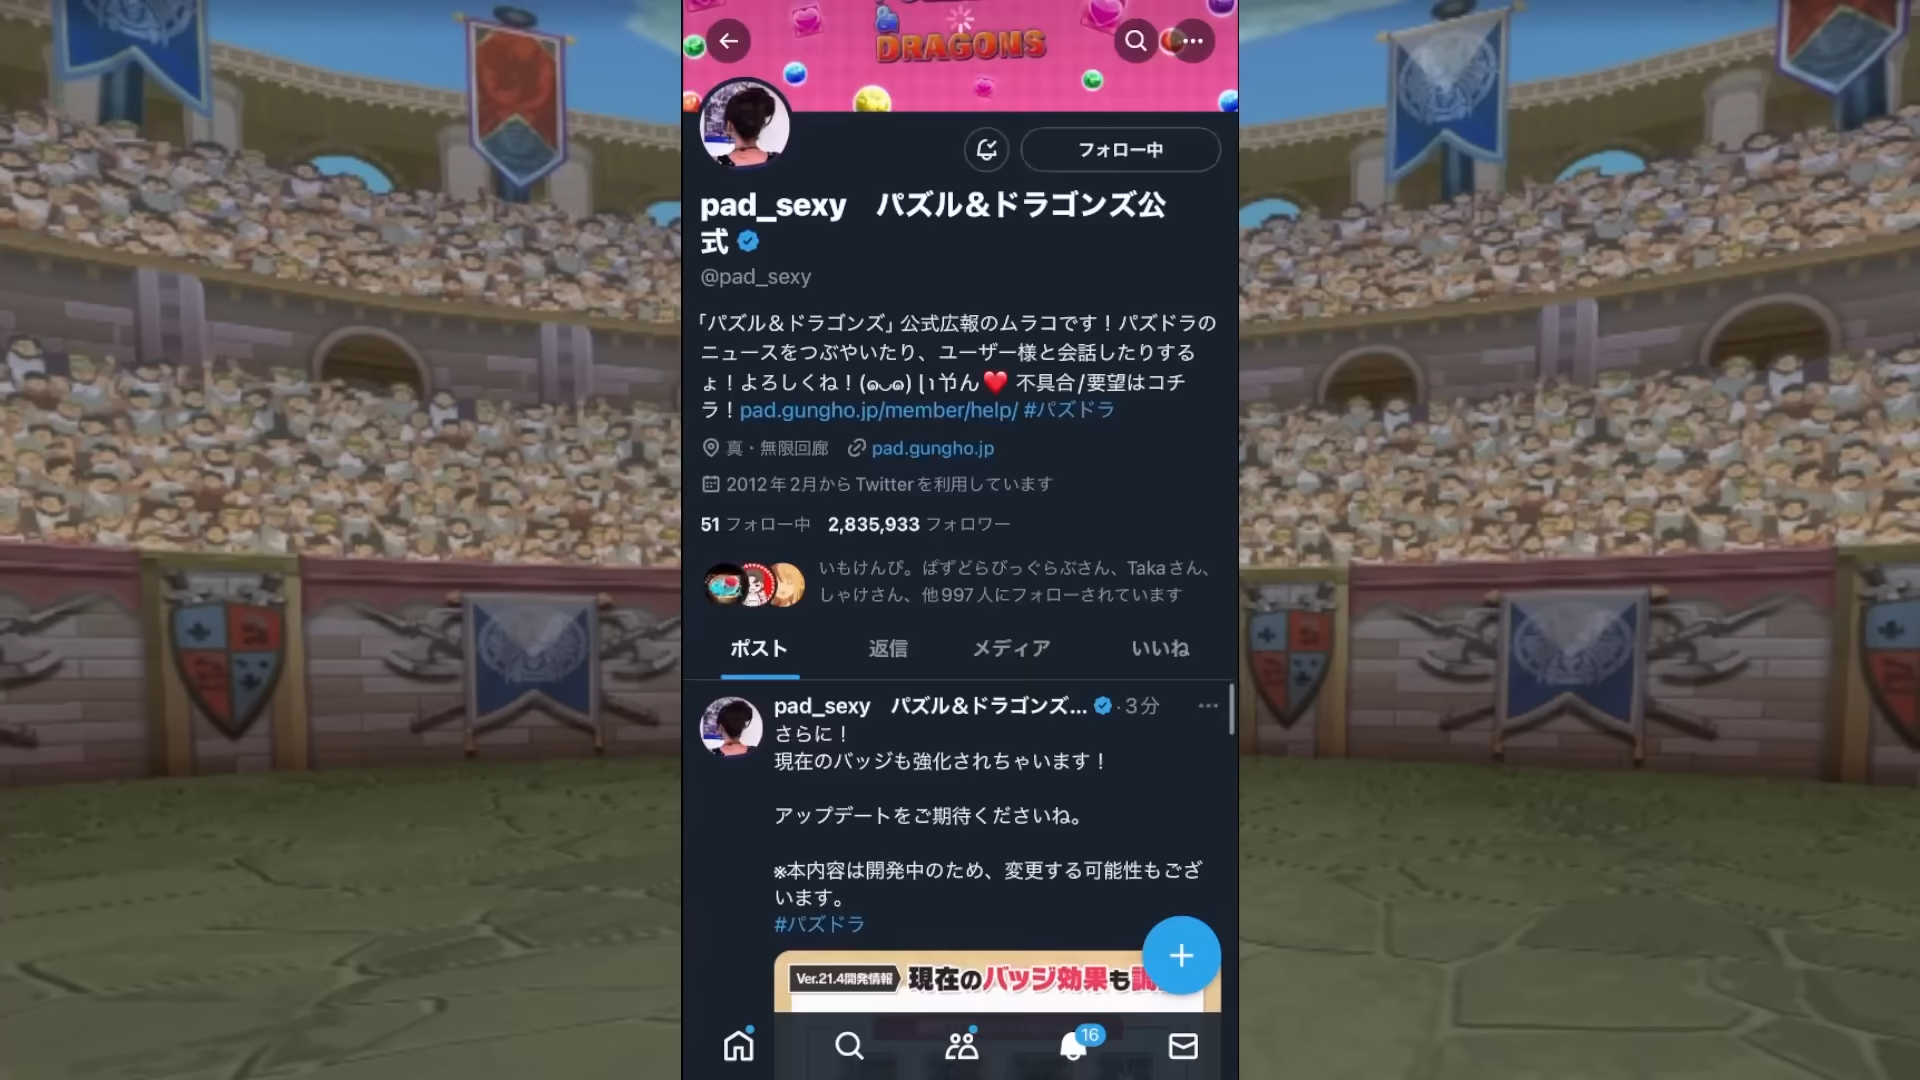 DRAGONS
フォロー中
pad_sexy　パズル&ドラゴンズ公
式
@pad_sexy
「パズル＆ドラゴンズ」公式広報のムラコです！パズドラの
ニュースをつぶやいたり、ユーザー様と会話したりする
ょ！よろしくね！(๑◡๑) 不具合/要望はコチ
ラ！pad.gungho.jp/member/help/ #パズドラ
真・無限回廊 pad.gungho.jp
2012年2月からTwitterを利用しています
51 フォロー中 2,835,933 フォロワー
いもけんぴ。ぱずどらびっぐらぶさん、Takaさん、
しゃけさん、他997人にフォローされています
ポスト 返信 メディア いいね
pad_sexy　パズル&ドラゴンズ... ·3分
さらに！
現在のバッジも強化されちゃいます！
アップデートをご期待くださいね。
※本内容は開発中のため、変更する可能性もござ
います。
#パズドラ
Ver.21.4開発情報 現在のバッジ効果も
16